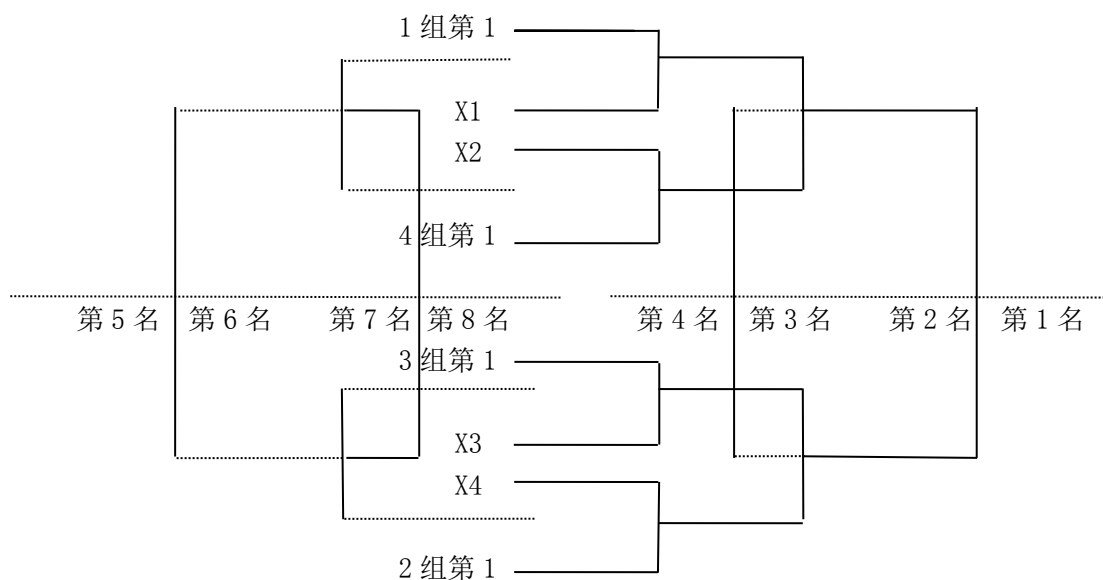 1组第1
X1
X2
4组第1
第5名 第6名 第7名 第8名 第4名 第3名 第2名 第1名
3组第1
X3
X4
2组第1